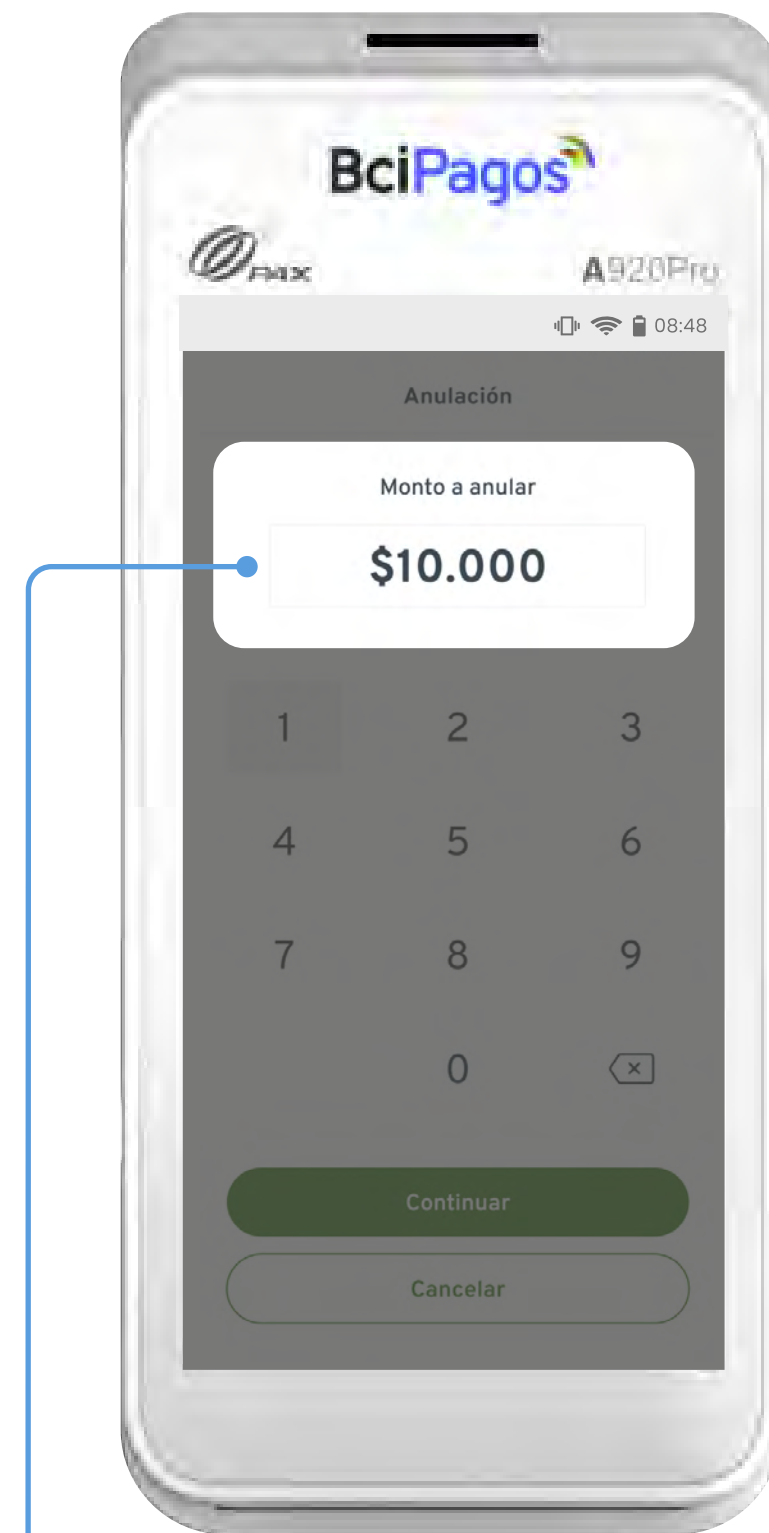 BciPagos
PAX A920Pro
08:48
Anulación
Monto a anular
$10.000
1 2 3
4 5 6
7 8 9
0
Continuar
Cancelar